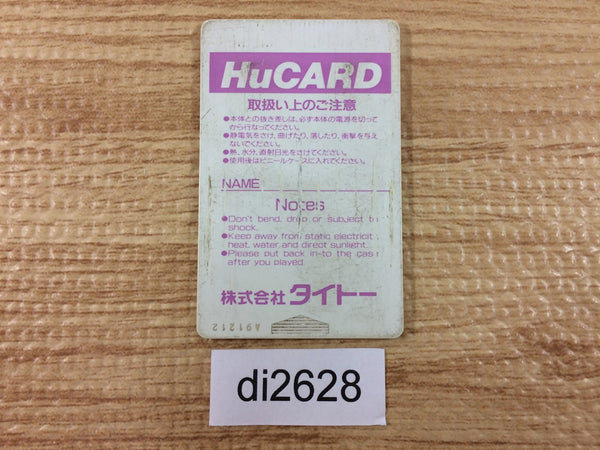 HuCARD
取扱い上のご注意
●本体との抜き差しは、必ず本体の電源を切って
から行なってください。
●静電気をさけ、曲げたり、落したり、衝撃を与え
ないでください。
●熱、水分、直射日光をさけてください。
●使用後はビニールケースに入れてください。
NAME
Notes
●Don't bend, drop or subject to
shock.
●Keep away from static electricit
heat, water, and direct sunlight.
●Please put back in-to the cas
after you played.
株式会社タイトー
A91212
di2628